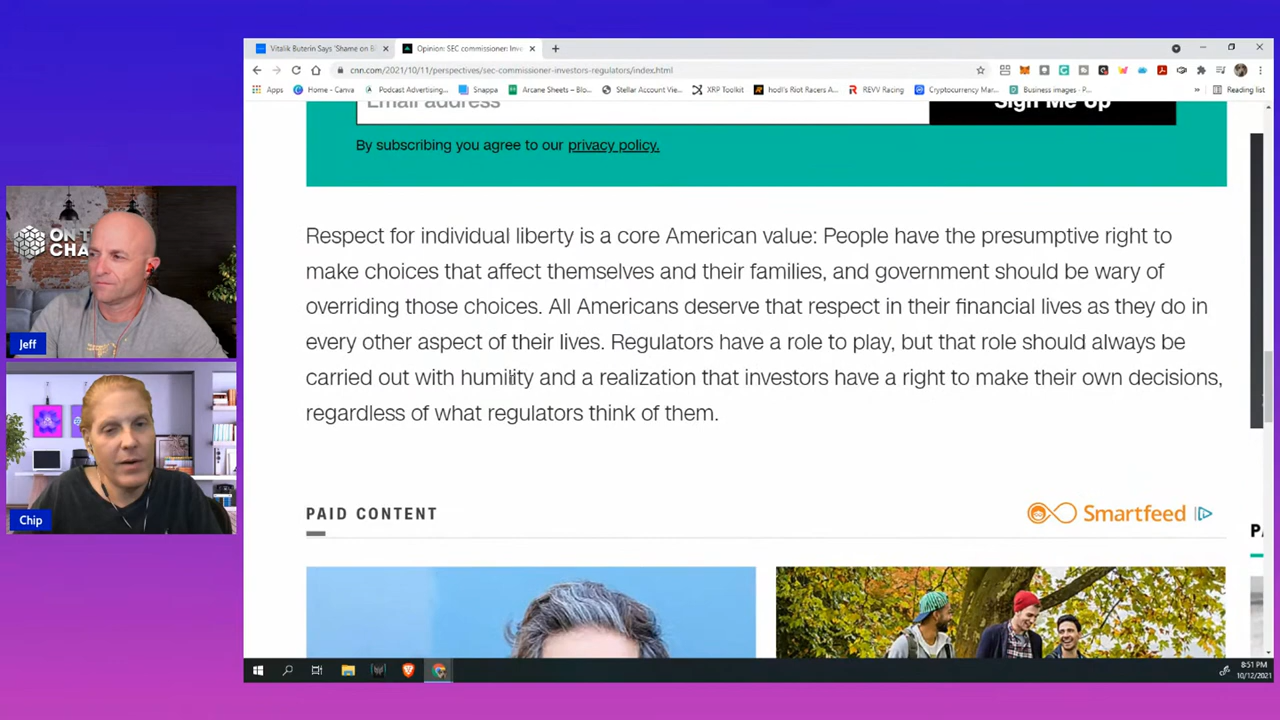 Vitalik Buterin Says 'Shame on B
Opinion: SEC commissioner: Inve
cnn.com/2021/10/11/perspectives/sec-commissioner-investors-regulators/index.html
Apps
Home - Canva
Podcast Advertising...
Snappa
Arcane Sheets – Blo...
Stellar Account Vie...
XRP Toolkit
hodl's Riot Racers A...
REVV Racing
Cryptocurrency Mar...
Business images · P...
»
Reading list
Email address
Sign Me Up
By subscribing you agree to our privacy policy.
Respect for individual liberty is a core American value: People have the presumptive right to
make choices that affect themselves and their families, and government should be wary of
overriding those choices. All Americans deserve that respect in their financial lives as they do in
every other aspect of their lives. Regulators have a role to play, but that role should always be
carried out with humility and a realization that investors have a right to make their own decisions,
regardless of what regulators think of them.
PAID CONTENT
Smartfeed
ON T
CHA
Jeff
Chip
8:51 PM
10/12/2021